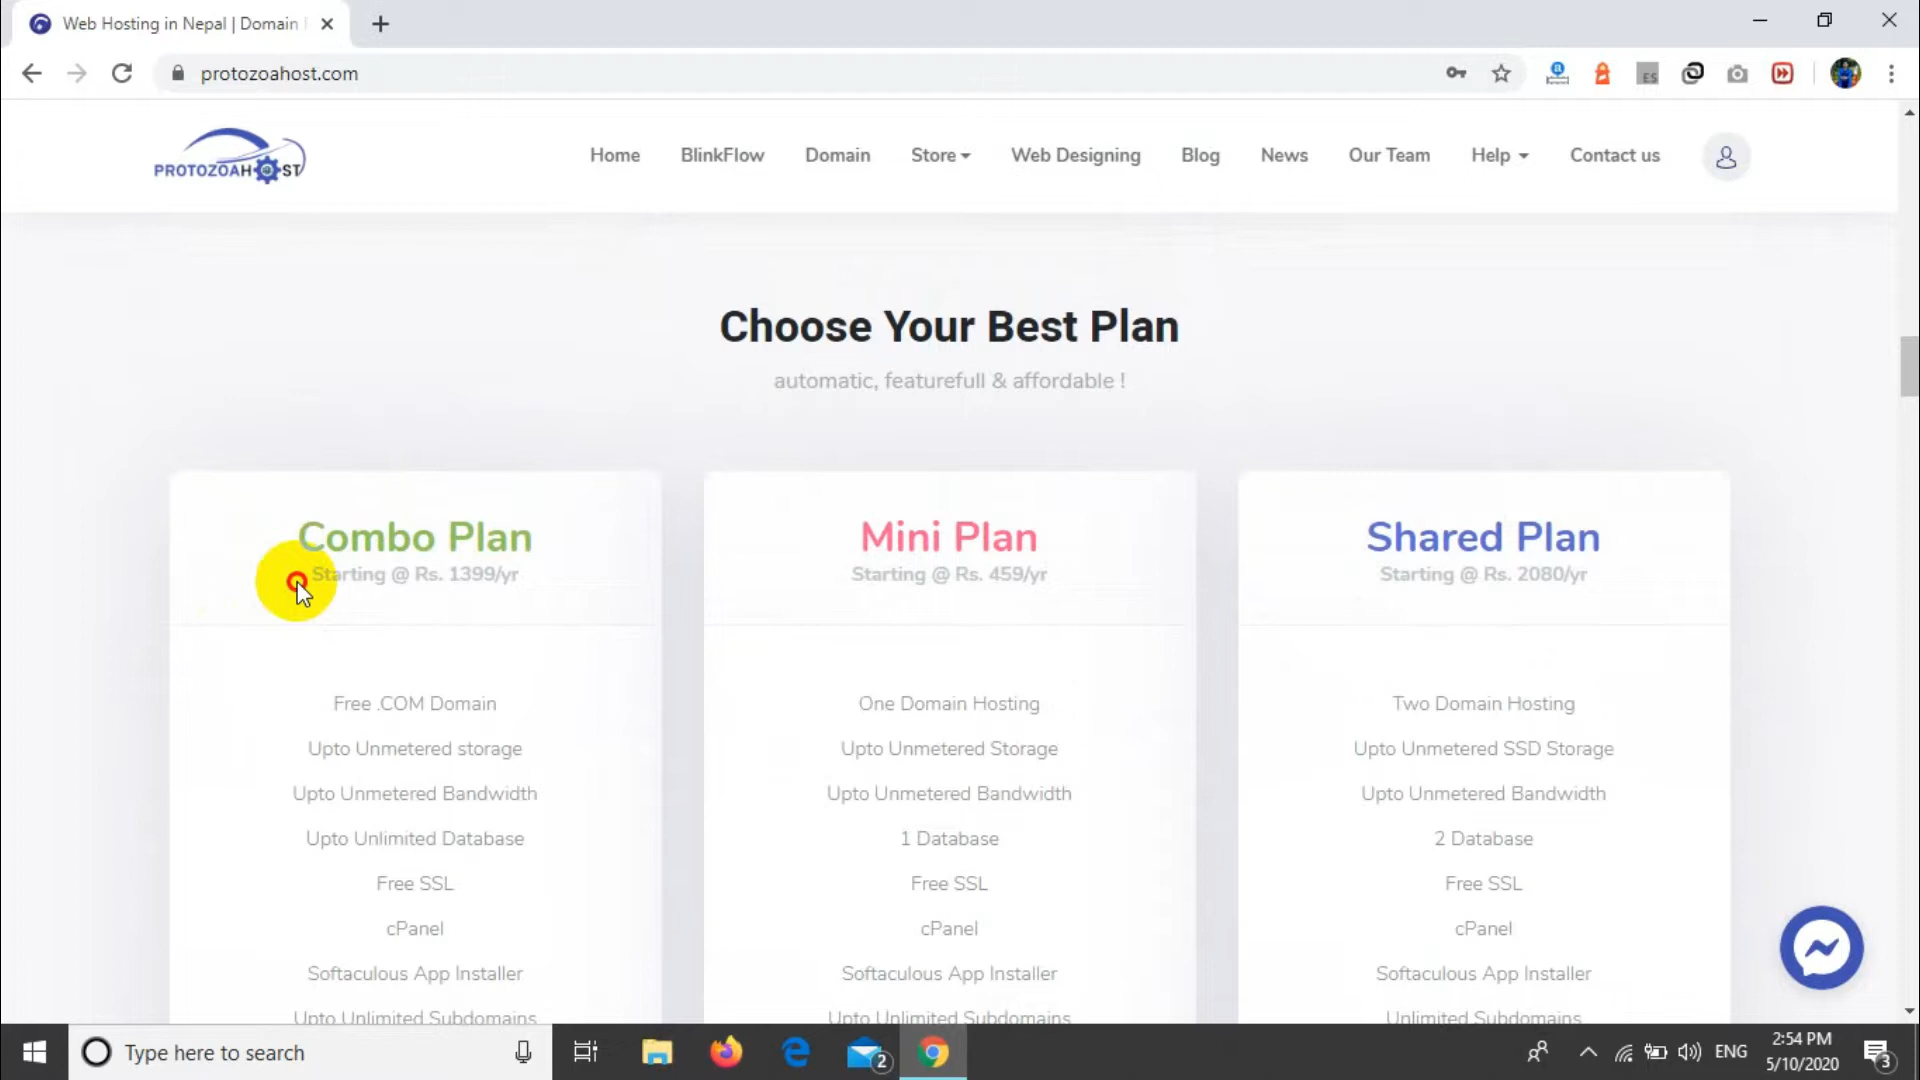 Web Hosting in Nepal | Domain
protozoahost.com
ES
PROTOZOAHOST
Home
BlinkFlow
Domain
Store
Web Designing
Blog
News
Our Team
Help
Contact us
Choose Your Best Plan
automatic, featurefull & affordable !
Combo Plan
Starting @ Rs. 1399/yr
Free .COM Domain
Upto Unmetered storage
Upto Unmetered Bandwidth
Upto Unlimited Database
Free SSL
cPanel
Softaculous App Installer
Upto Unlimited Subdomains
Mini Plan
Starting @ Rs. 459/yr
One Domain Hosting
Upto Unmetered Storage
Upto Unmetered Bandwidth
1 Database
Free SSL
cPanel
Softaculous App Installer
Upto Unlimited Subdomains
Shared Plan
Starting @ Rs. 2080/yr
Two Domain Hosting
Upto Unmetered SSD Storage
Upto Unmetered Bandwidth
2 Database
Free SSL
cPanel
Softaculous App Installer
Unlimited Subdomains
Type here to search
2
ENG
2:54 PM
5/10/2020
3